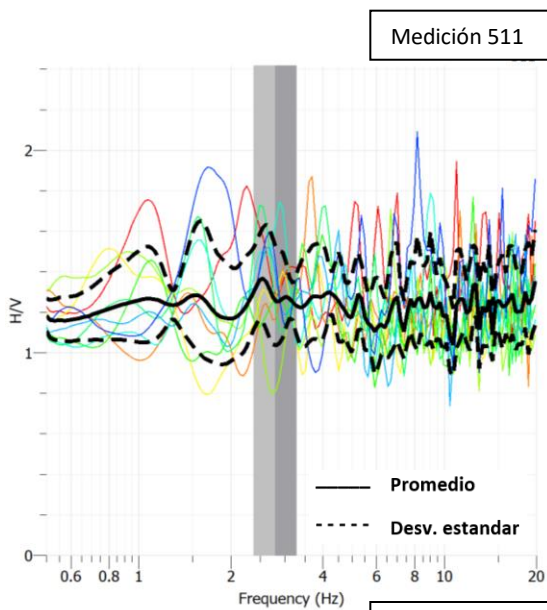 Medición 511
2
1
0
H/V
Promedio
Desv. estandar
0.6 0.8 1 2 4 6 8 10 20
Frequency (Hz)